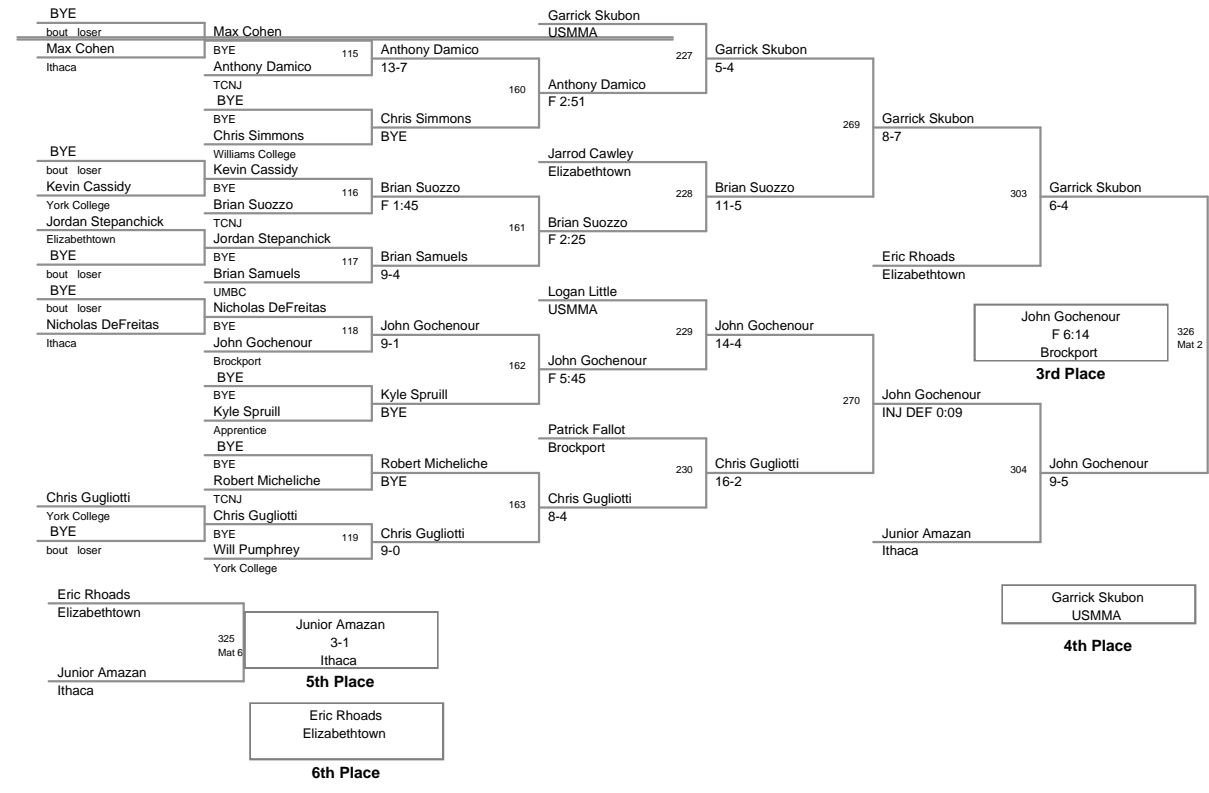 BYE
bout loser
Max Cohen
Ithaca
BYE
bout loser
Kevin Cassidy
York College
Jordan Stepanchick
Elizabethtown
BYE
bout loser
BYE
bout loser
Nicholas DeFreitas
Ithaca
Chris Gugliotti
York College
BYE
bout loser
Max Cohen
BYE
115
Anthony Damico
TCNJ
BYE
BYE
Chris Simmons
Williams College
Kevin Cassidy
BYE
116
Brian Suozzo
TCNJ
Jordan Stepanchick
BYE
117
Brian Samuels
UMBC
Nicholas DeFreitas
BYE
118
John Gochenour
Brockport
BYE
BYE
Kyle Spruill
Apprentice
BYE
BYE
Robert Micheliche
TCNJ
Chris Gugliotti
BYE
119
Will Pumphrey
York College
Anthony Damico
13-7
160
Chris Simmons
BYE
Brian Suozzo
F 1:45
161
Brian Samuels
9-4
John Gochenour
9-1
162
Kyle Spruill
BYE
Robert Micheliche
BYE
163
Chris Gugliotti
9-0
Garrick Skubon
USMMA
227
Anthony Damico
F 2:51
Jarrod Cawley
Elizabethtown
228
Brian Suozzo
F 2:25
Logan Little
USMMA
229
John Gochenour
F 5:45
Patrick Fallot
Brockport
230
Chris Gugliotti
8-4
Garrick Skubon
5-4
269
Brian Suozzo
11-5
John Gochenour
14-4
270
Chris Gugliotti
16-2
Garrick Skubon
8-7
303
Eric Rhoads
Elizabethtown
John Gochenour
INJ DEF 0:09
304
Junior Amazan
Ithaca
Garrick Skubon
6-4
John Gochenour
F 6:14
Brockport
326
Mat 2
3rd Place
John Gochenour
9-5
Garrick Skubon
USMMA
4th Place
Eric Rhoads
Elizabethtown
325
Mat 6
Junior Amazan
Ithaca
Junior Amazan
3-1
Ithaca
5th Place
Eric Rhoads
Elizabethtown
6th Place